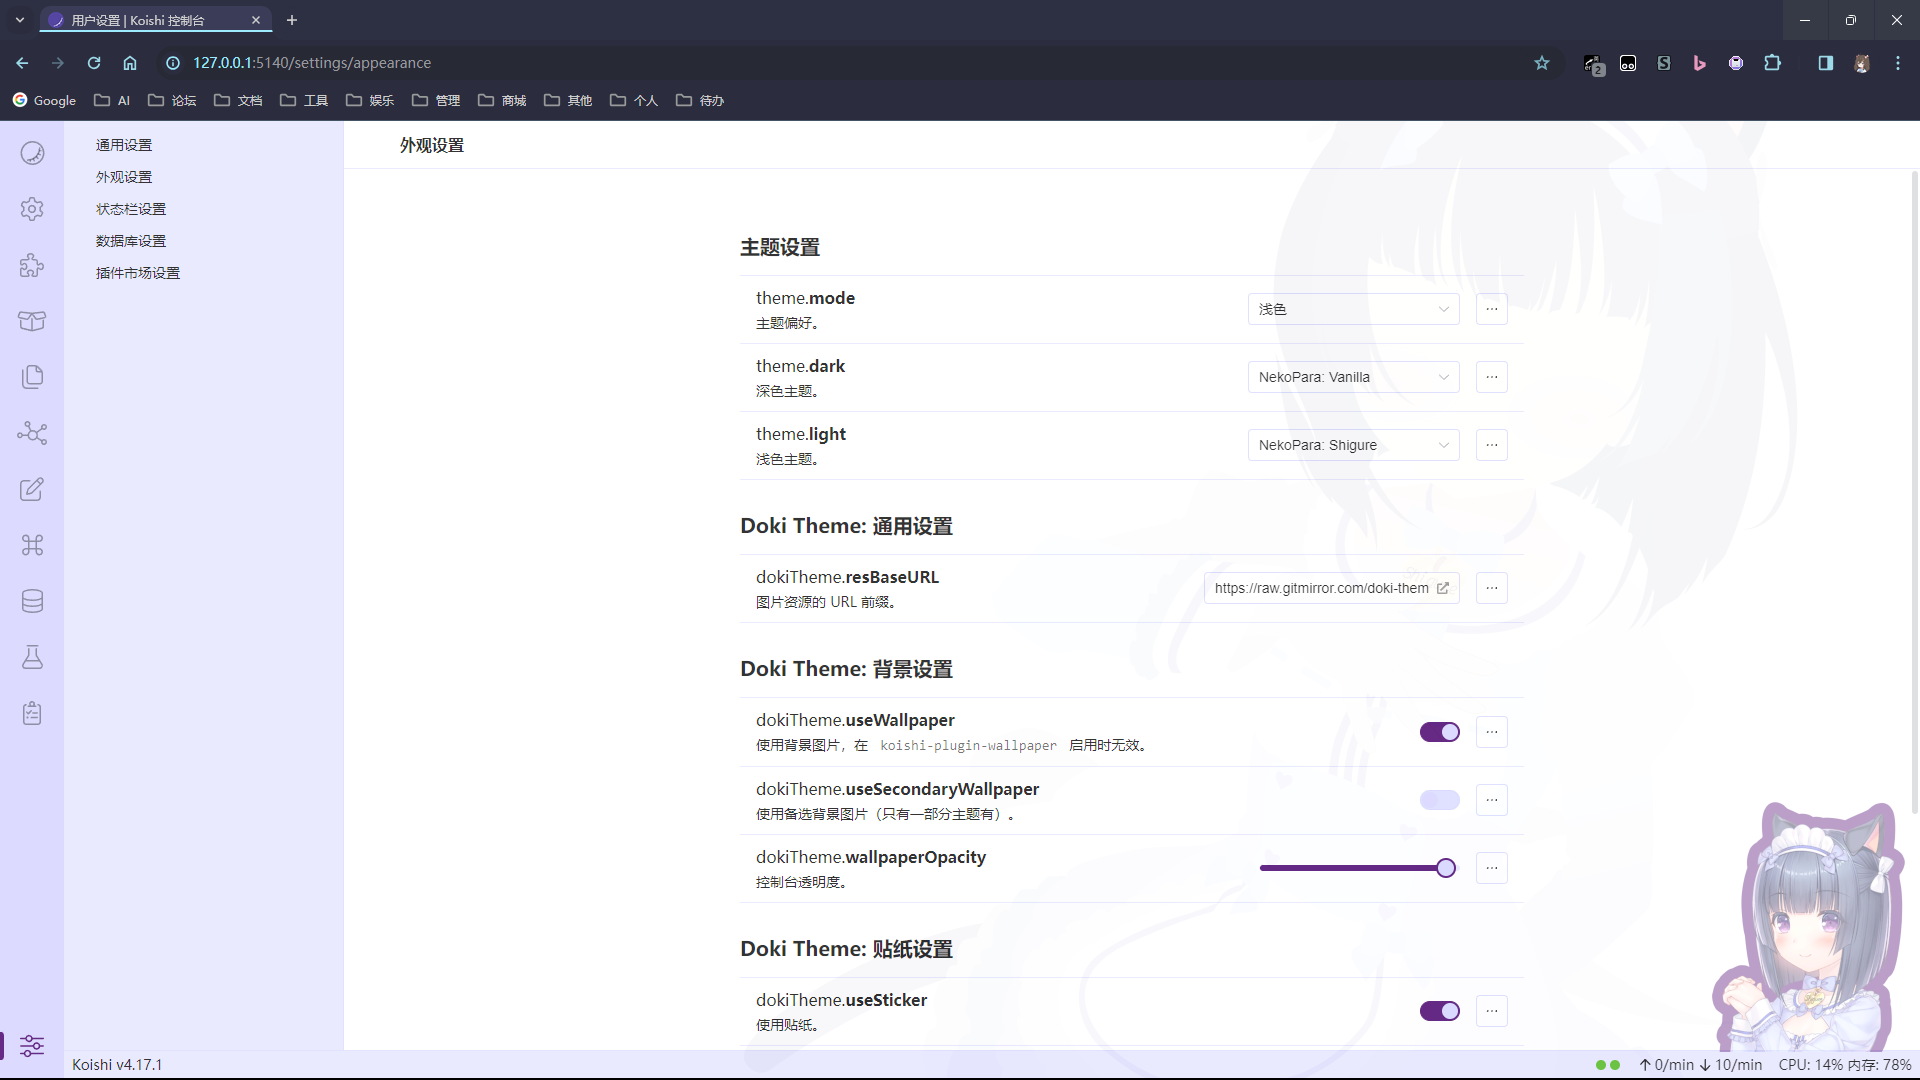 用户设置 | Koishi 控制台
127.0.0.1:5140/settings/appearance
2
Google AI 论坛 文档 工具 娱乐 管理 商城 其他 个人 待办
通用设置
外观设置
状态栏设置
数据库设置
插件市场设置
外观设置
主题设置
theme.mode
主题偏好。
浅色
theme.dark
深色主题。
NekoPara: Vanilla
theme.light
浅色主题。
NekoPara: Shigure
Doki Theme: 通用设置
dokiTheme.resBaseURL
图片资源的 URL 前缀。
https://raw.gitmirror.com/doki-them
Doki Theme: 背景设置
dokiTheme.useWallpaper
使用背景图片，在 koishi-plugin-wallpaper 启用时无效。
dokiTheme.useSecondaryWallpaper
使用备选背景图片（只有一部分主题有）。
dokiTheme.wallpaperOpacity
控制台透明度。
Doki Theme: 贴纸设置
dokiTheme.useSticker
使用贴纸。
Koishi v4.17.1
↑ 0/min ↓ 10/min CPU: 14% 内存: 78%